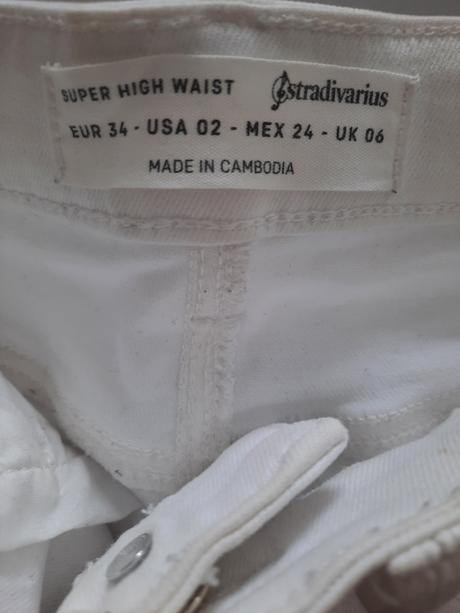 SUPER HIGH WAIST stradivarius
EUR 34 - USA 02 - MEX 24 - UK 06
MADE IN CAMBODIA